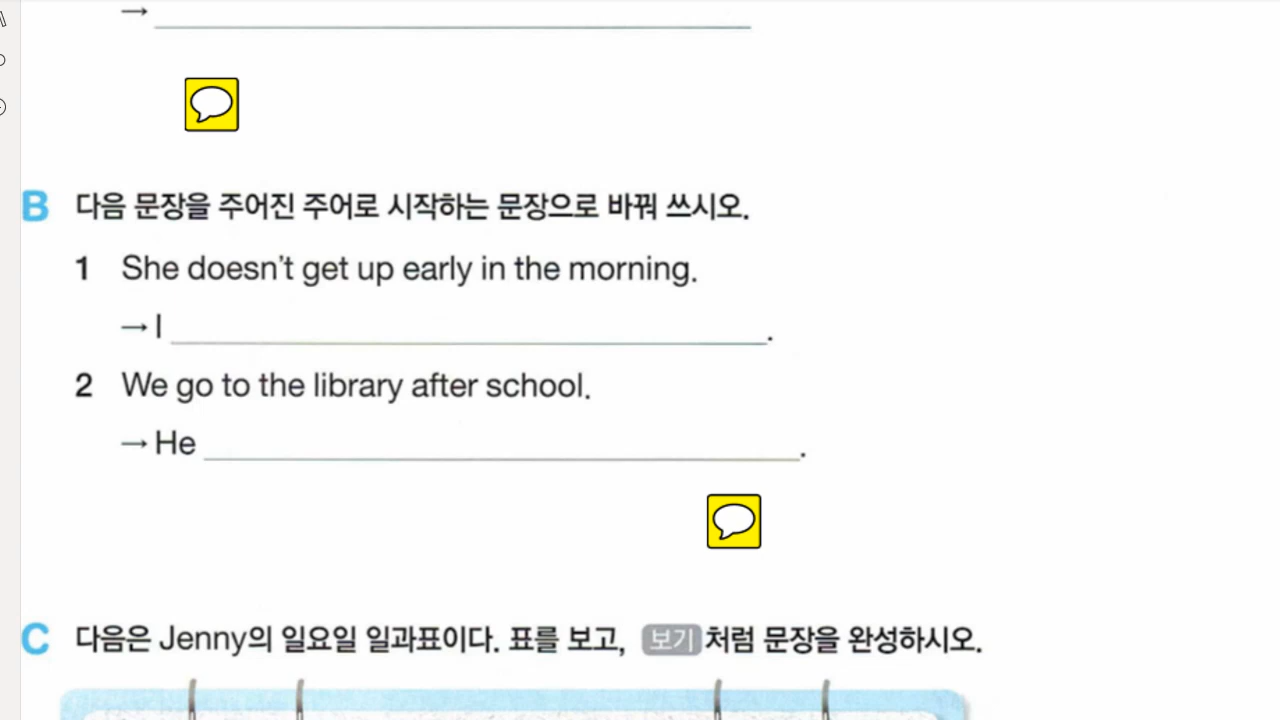 →
B 다음 문장을 주어진 주어로 시작하는 문장으로 바꿔 쓰시오.
1 She doesn't get up early in the morning.
→ I .
2 We go to the library after school.
→ He .
C 다음은 Jenny의 일요일 일과표이다. 표를 보고, 보기 처럼 문장을 완성하시오.